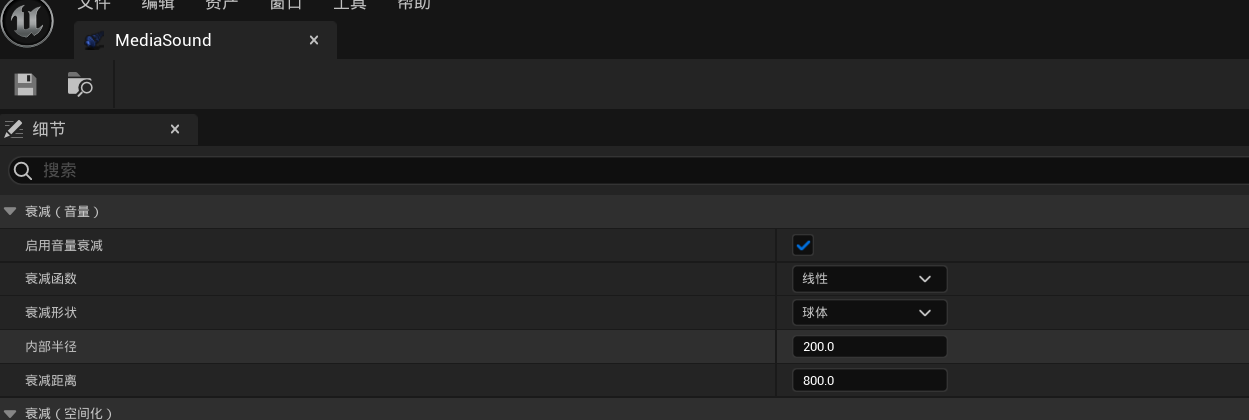 文件 编辑 资产 窗口 工具 帮助
MediaSound
细节
搜索
衰减（音量）
启用音量衰减
衰减函数 线性
衰减形状 球体
内部半径 200.0
衰减距离 800.0
衰减（空间化）